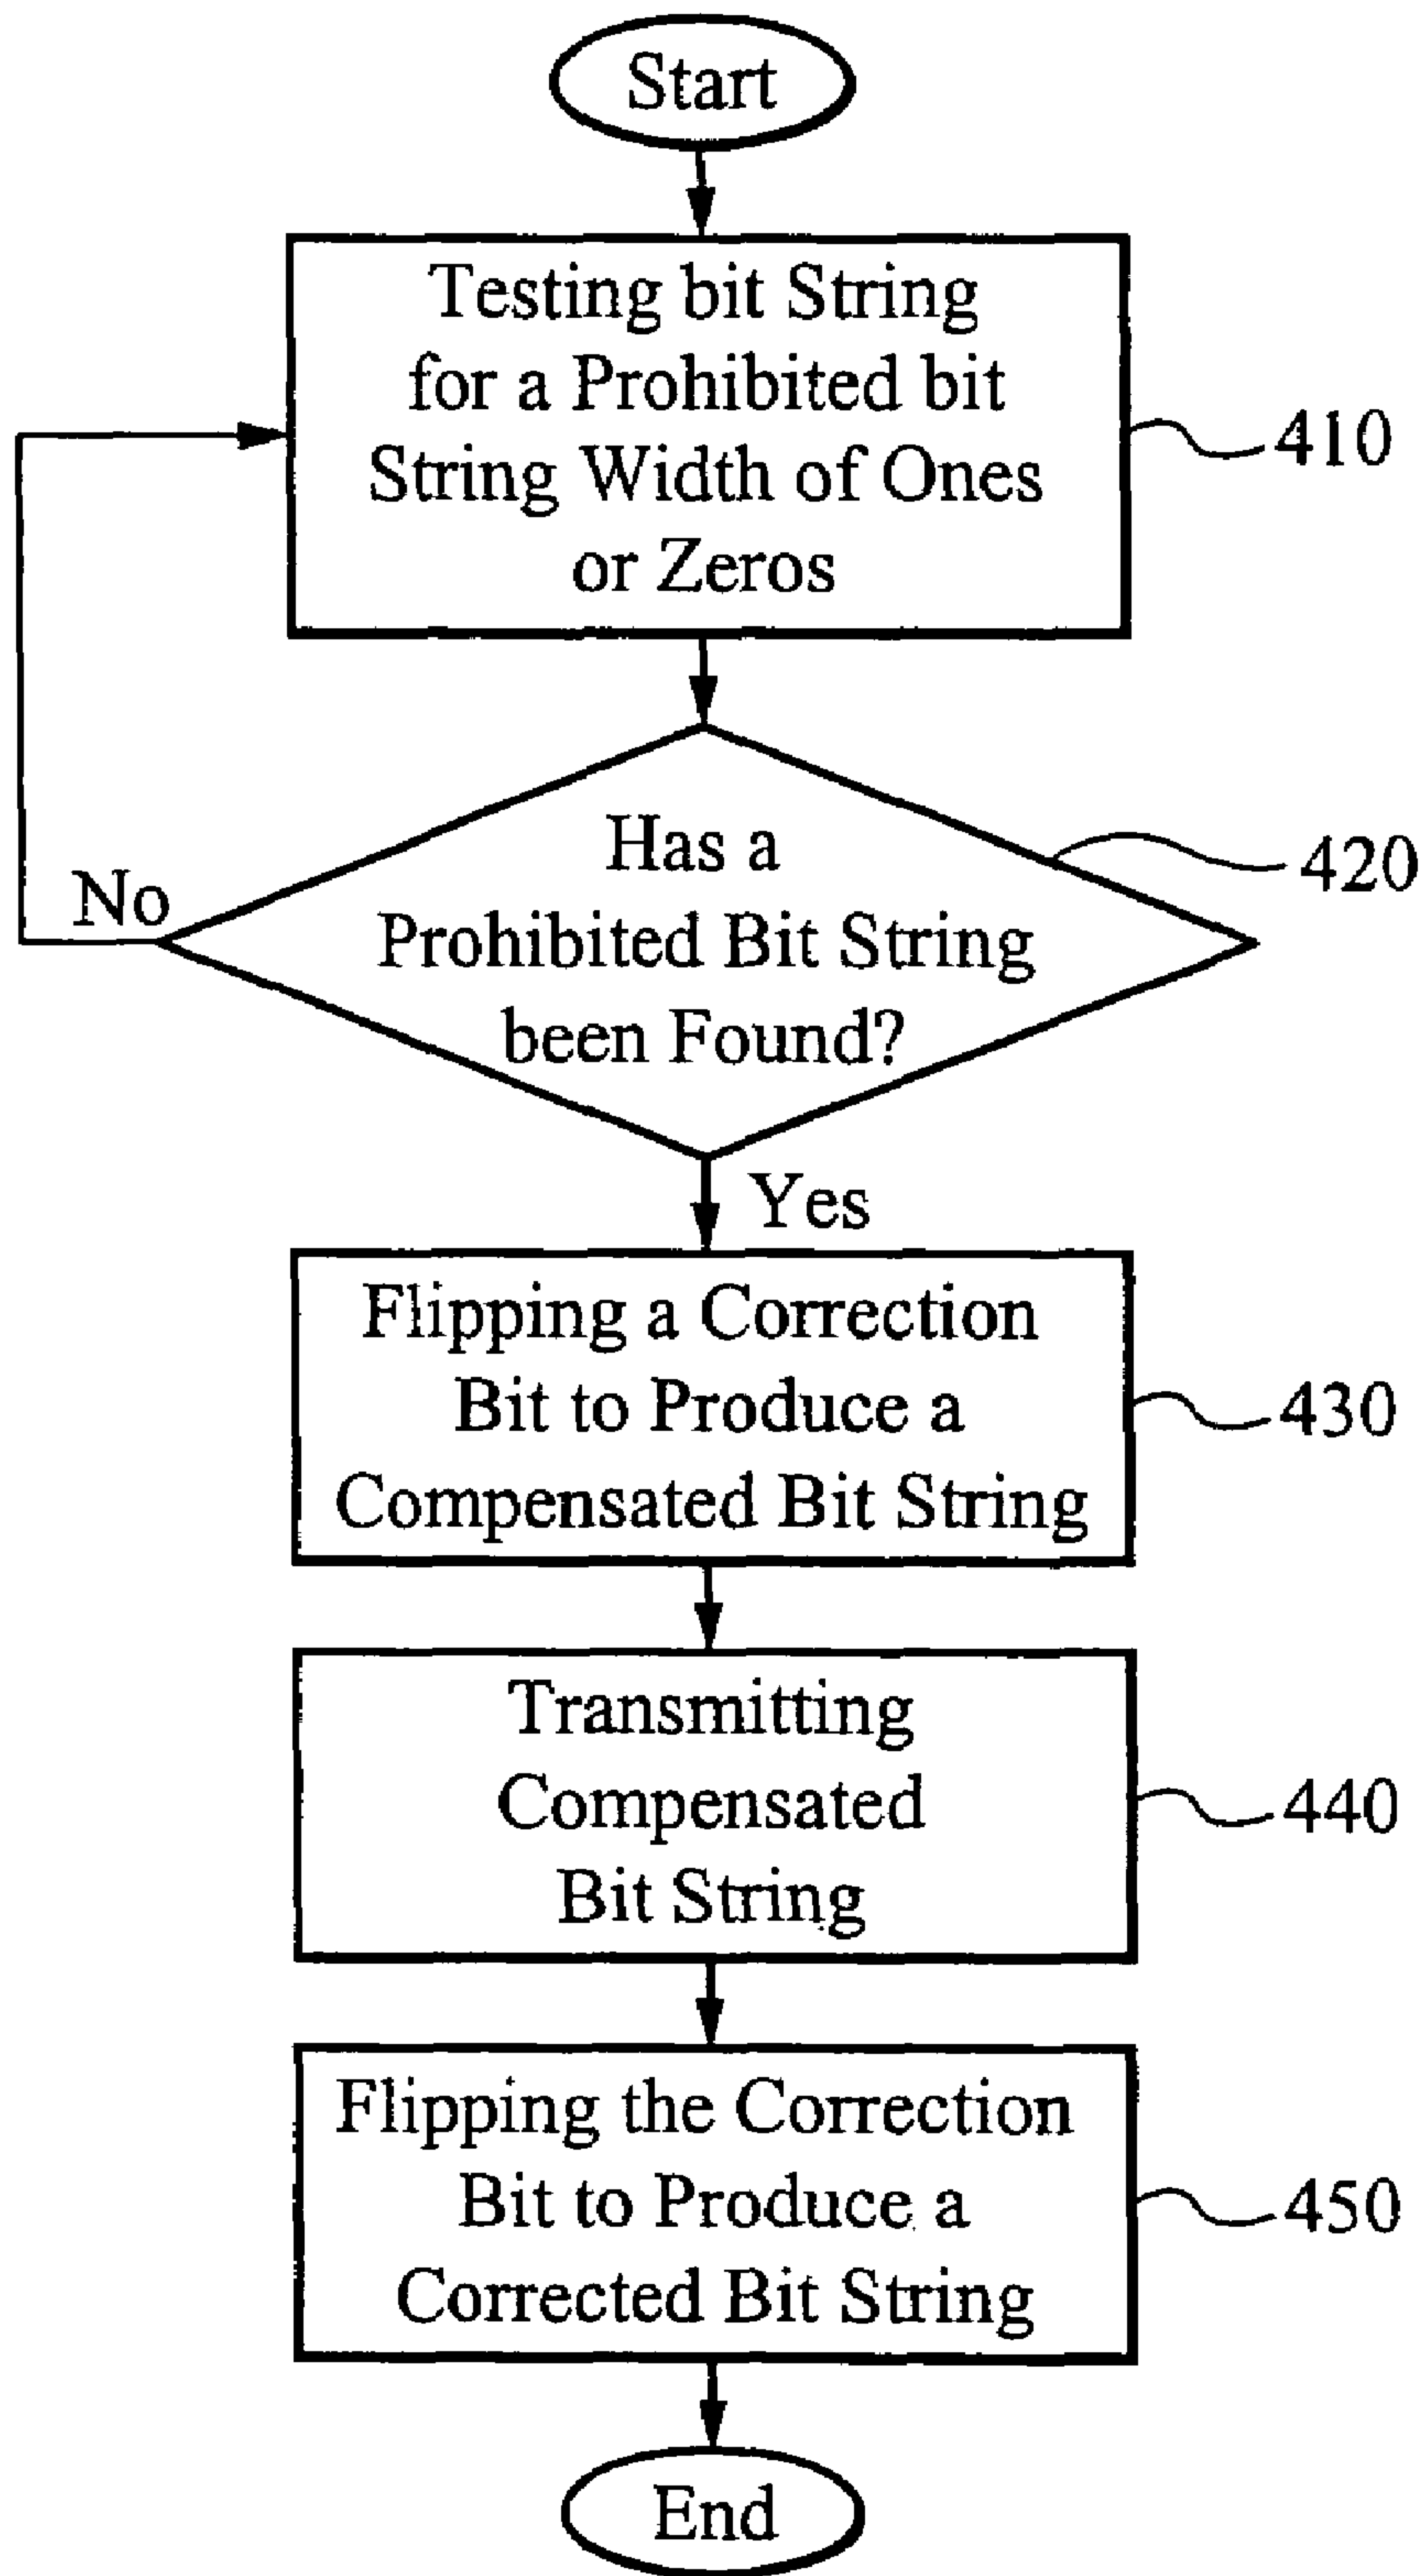 Start
Testing bit String
for a Prohibited bit
String Width of Ones
or Zeros
410
Has a
Prohibited Bit String
been Found?
420
No
Yes
Flipping a Correction
Bit to Produce a
Compensated Bit String
430
Transmitting
Compensated
Bit String
440
Flipping the Correction
Bit to Produce a
Corrected Bit String
450
End